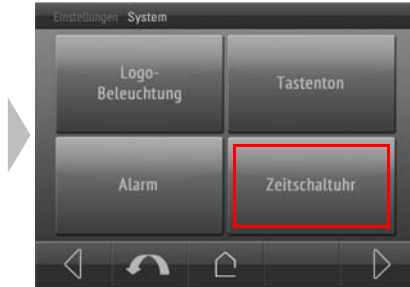 Einstellungen System
Logo-
Beleuchtung
Tastenton
Alarm
Zeitschaltuhr